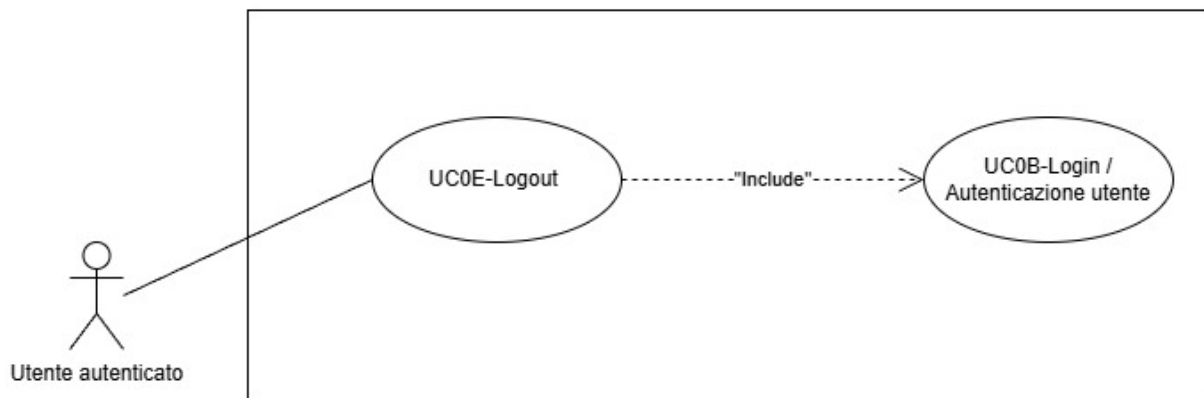 UC0E-Logout
"Include"
UC0B-Login /
Autenticazione utente
Utente autenticato